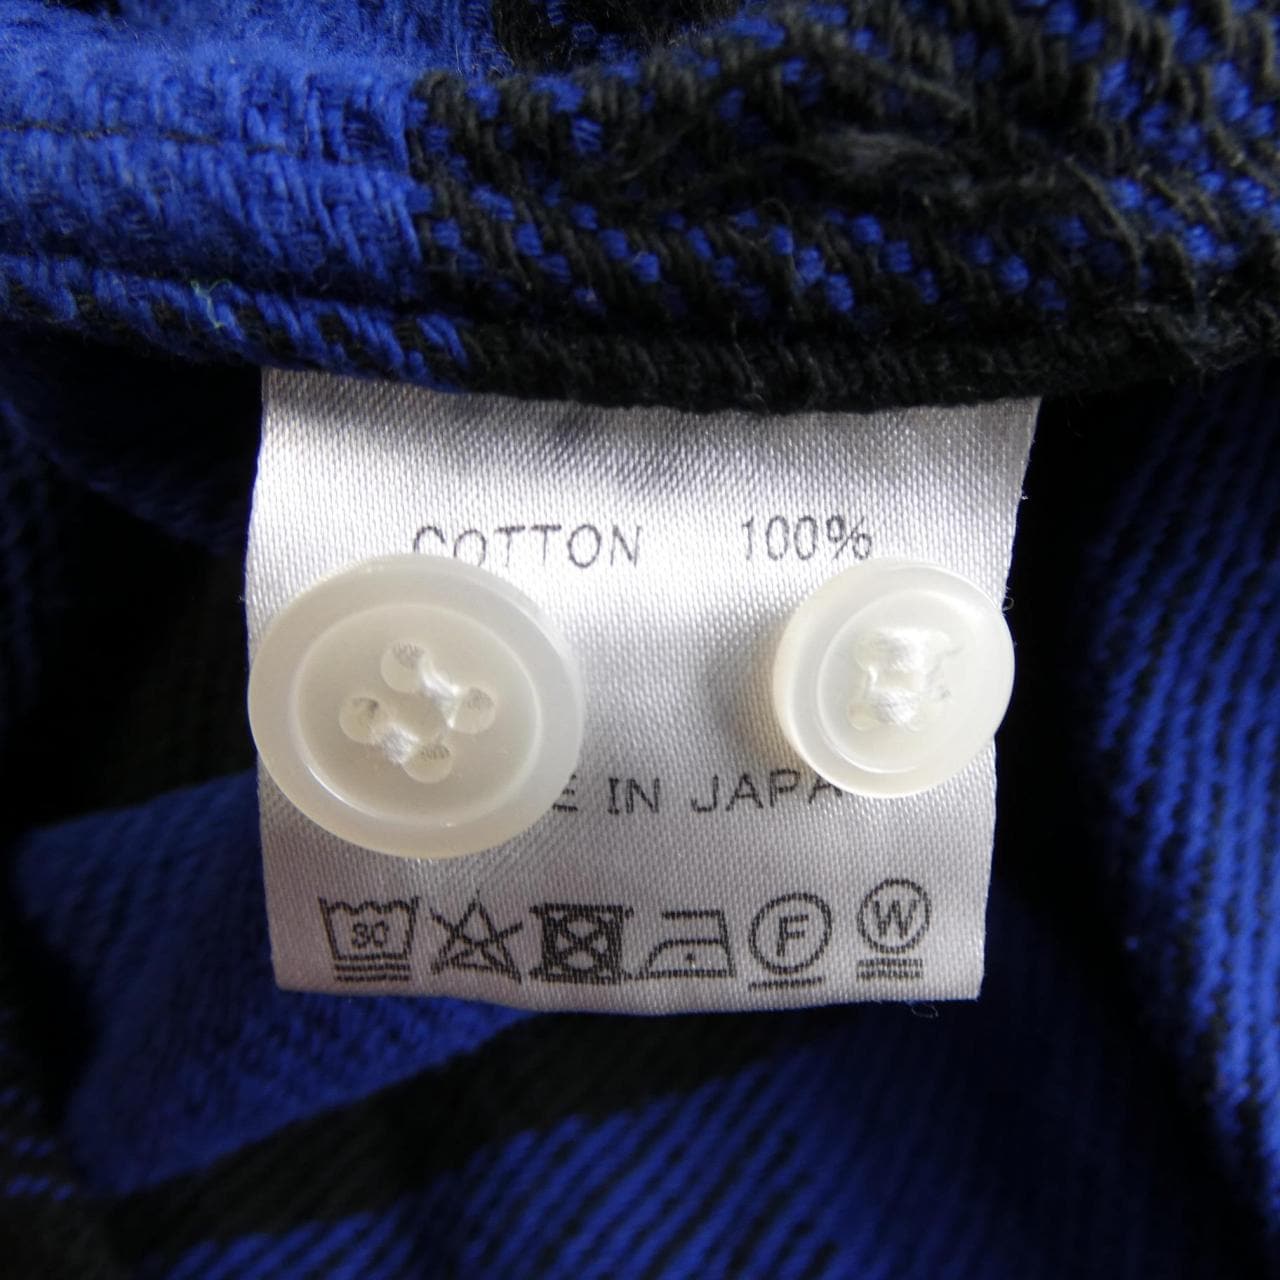 COTTON 100%
E IN JAPA
30
F W